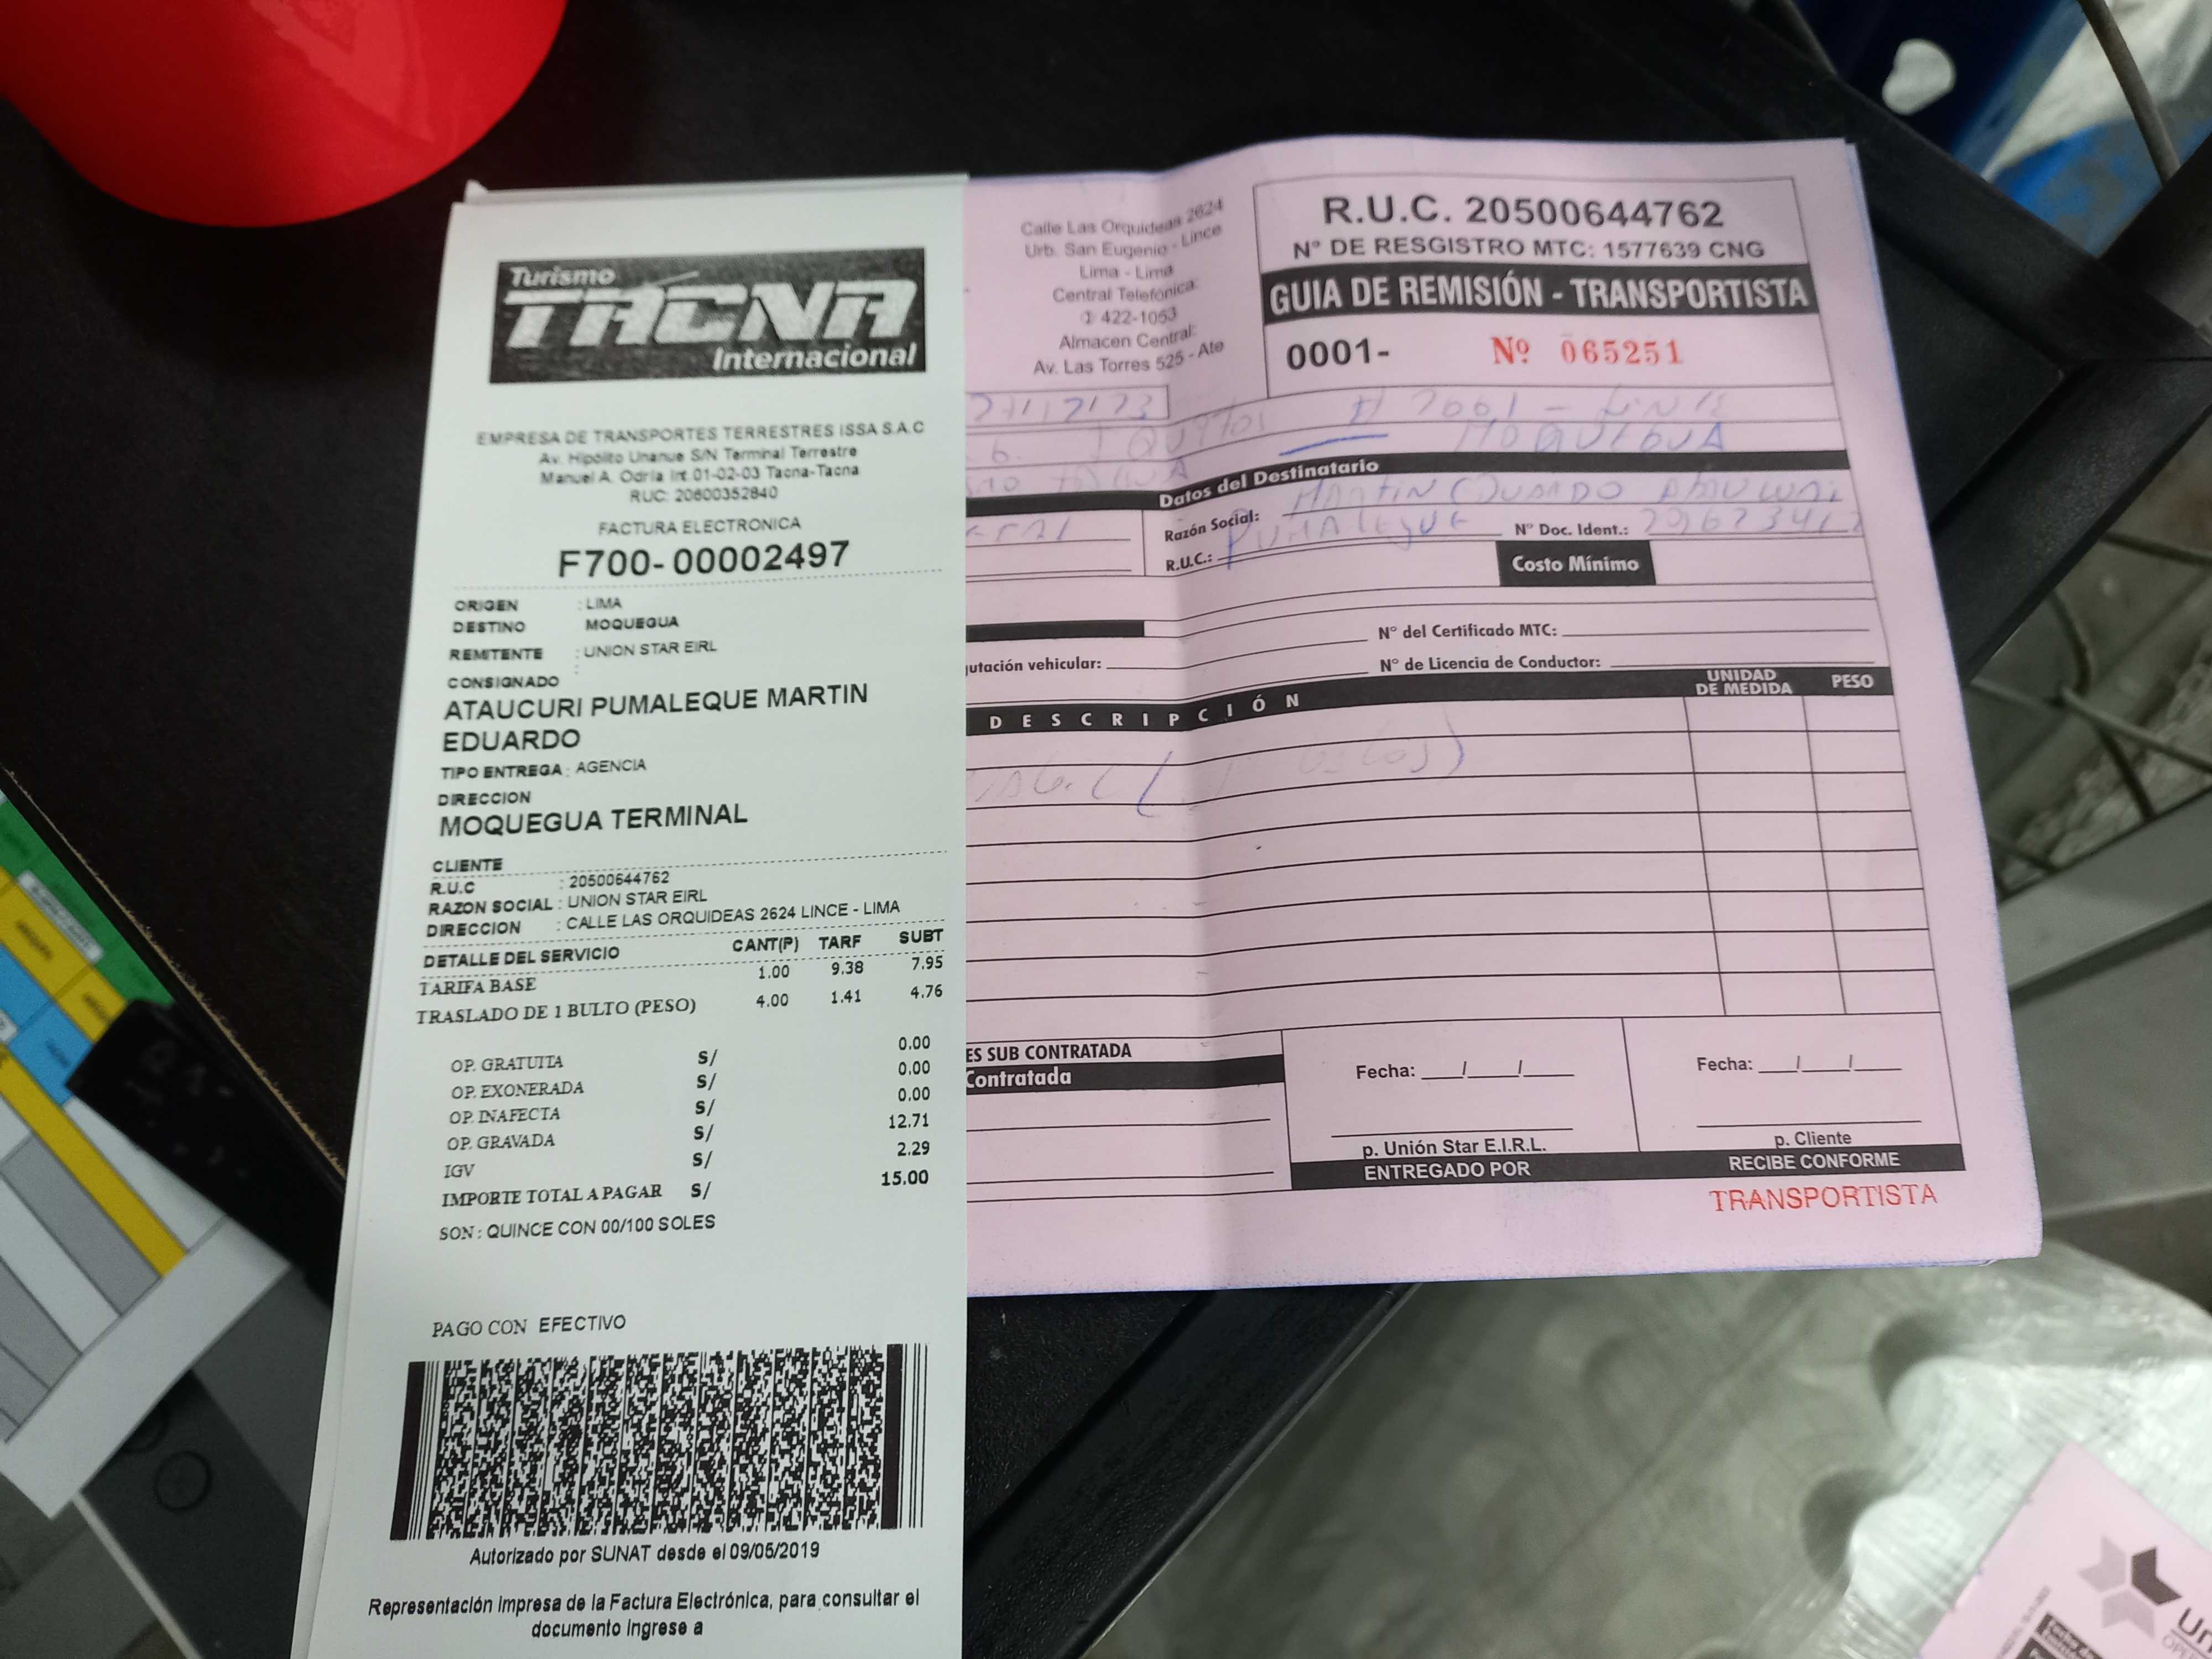 Turismo
TACNA
Internacional
EMPRESA DE TRANSPORTES TERRESTRES ISSA S.A.C
Av. Hipólito Unanue S/N Terminal Terrestre
Manuel A. Odria Int. 01-02-03 Tacna-Tacna
RUC: 20600352840
FACTURA ELECTRONICA
F700-00002497
ORIGEN : LIMA
DESTINO MOQUEGUA
REMITENTE : UNION STAR EIRL
CONSIGNADO :
ATAUCURI PUMALEQUE MARTIN
EDUARDO
TIPO ENTREGA : AGENCIA
DIRECCION
MOQUEGUA TERMINAL
CLIENTE
R.U.C : 20500644762
RAZON SOCIAL : UNION STAR EIRL
DIRECCION : CALLE LAS ORQUIDEAS 2624 LINCE - LIMA
DETALLE DEL SERVICIO CANT(P) TARF SUBT
TARIFA BASE 1.00 9.38 7.95
TRASLADO DE 1 BULTO (PESO) 4.00 1.41 4.76
OP. GRATUITA S/ 0.00
OP. EXONERADA S/ 0.00
OP. INAFECTA S/ 0.00
OP. GRAVADA S/ 12.71
IGV S/ 2.29
IMPORTE TOTAL A PAGAR S/ 15.00
SON : QUINCE CON 00/100 SOLES
PAGO CON EFECTIVO
Autorizado por SUNAT desde el 09/05/2019
Representación impresa de la Factura Electrónica, para consultar el
documento ingrese a
Calle Las Orquideas 2624
Urb. San Eugenio - Lince
Lima - Lima
Central Telefónica:
422-1053
Almacen Central:
Av. Las Torres 525 - Ate
R.U.C. 20500644762
N° DE RESGISTRO MTC: 1577639 CNG
GUIA DE REMISIÓN - TRANSPORTISTA
0001- Nº 065251
MOQUEGUA
Datos del Destinatario
Razón Social: MARTIN EDUARDO
R.U.C.: PUMALEQUE N° Doc. Ident.:
Costo Mínimo
N° del Certificado MTC:
utación vehicular: N° de Licencia de Conductor:
DESCRIPCIÓN UNIDAD DE MEDIDA PESO
ES SUB CONTRATADA
Contratada
Fecha: ___/___/___ Fecha: ___/___/___
p. Unión Star E.I.R.L. p. Cliente
ENTREGADO POR RECIBE CONFORME
TRANSPORTISTA